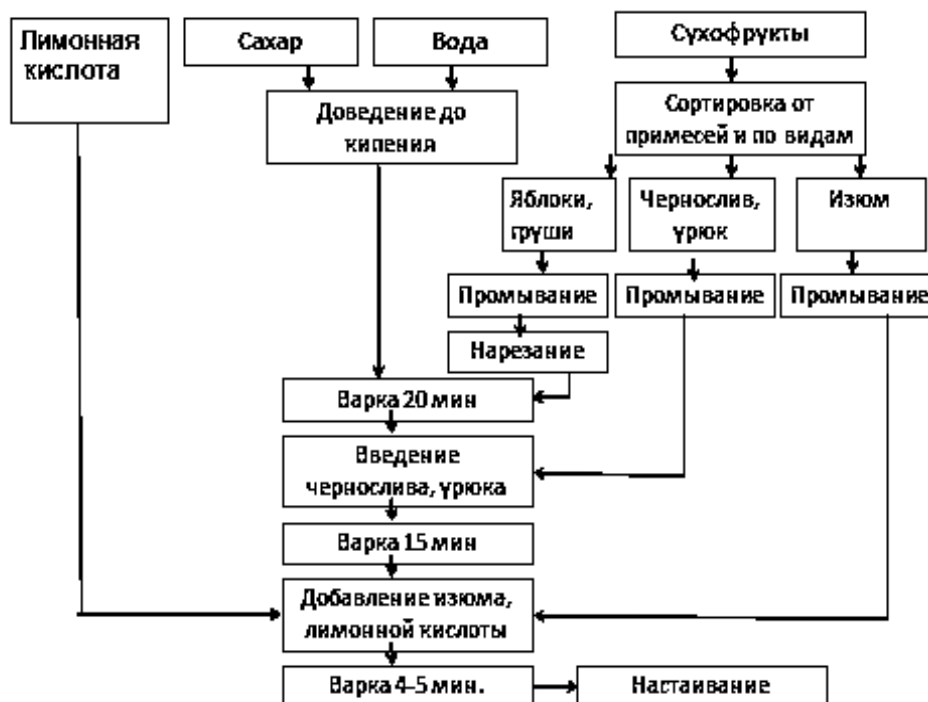 Лимонная
кислота
Сахар
Вода
Сухофрукты
Доведение до
кипения
Сортировка от
примесей и по видам
Яблоки,
груши
Чернослив,
урюк
Изюм
Промывание
Промывание
Промывание
Нарезание
Варка 20 мин
Введение
чернослива, урюка
Варка 15 мин
Добавление изюма,
лимонной кислоты
Варка 4-5 мин.
Настаивание